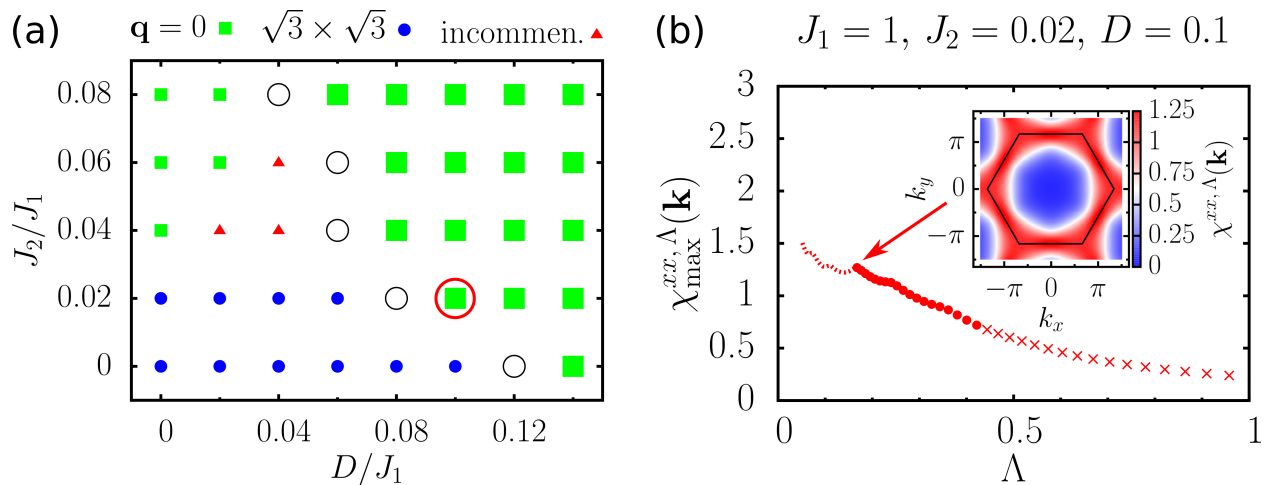 (a) q = 0 √3 × √3 incommen.
J₂/J₁
0.08
0.06
0.04
0.02
0
0 0.04 0.08 0.12
D/J₁
(b) J₁ = 1, J₂ = 0.02, D = 0.1
χ_max^{xx, Λ}(k)
3
2.5
2
1.5
1
0.5
0
0 0.5 1
Λ
k_y
π
0
−π
−π 0 π
k_x
1.25
1
0.75
0.5
0.25
0
χ^{xx, Λ}(k)